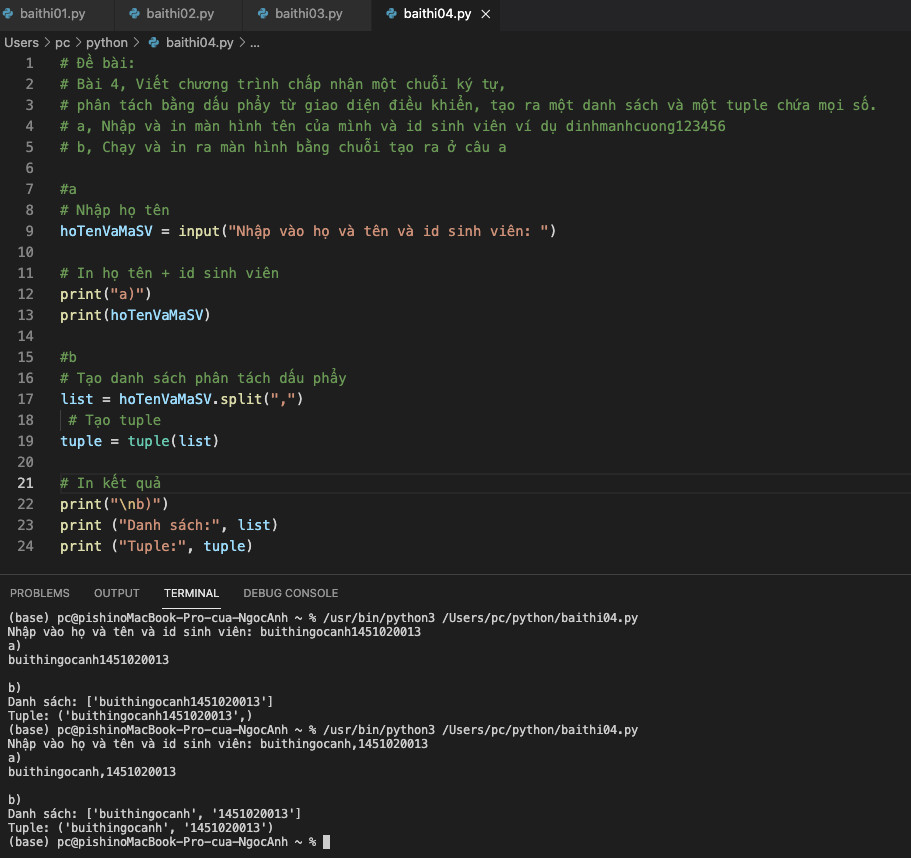 baithi01.py baithi02.py baithi03.py baithi04.py ×
Users > pc > python > baithi04.py > ...
1 # Đề bài:
2 # Bài 4, Viết chương trình chấp nhận một chuỗi ký tự,
3 # phân tách bằng dấu phẩy từ giao diện điều khiển, tạo ra một danh sách và một tuple chứa mọi số.
4 # a, Nhập và in màn hình tên của mình và id sinh viên ví dụ dinhmanhcuong123456
5 # b, Chạy và in ra màn hình bằng chuỗi tạo ra ở câu a
6
7 #a
8 # Nhập họ tên
9 hoTenVaMaSV = input("Nhập vào họ và tên và id sinh viên: ")
10
11 # In họ tên + id sinh viên
12 print("a)")
13 print(hoTenVaMaSV)
14
15 #b
16 # Tạo danh sách phân tách dấu phẩy
17 list = hoTenVaMaSV.split(",")
18 # Tạo tuple
19 tuple = tuple(list)
20
21 # In kết quả
22 print("\nb)")
23 print ("Danh sách:", list)
24 print ("Tuple:", tuple)
PROBLEMS OUTPUT TERMINAL DEBUG CONSOLE
(base) pc@pishinoMacBook-Pro-cua-NgocAnh ~ % /usr/bin/python3 /Users/pc/python/baithi04.py
Nhập vào họ và tên và id sinh viên: buithingocanh1451020013
a)
buithingocanh1451020013
b)
Danh sách: ['buithingocanh1451020013']
Tuple: ('buithingocanh1451020013',)
(base) pc@pishinoMacBook-Pro-cua-NgocAnh ~ % /usr/bin/python3 /Users/pc/python/baithi04.py
Nhập vào họ và tên và id sinh viên: buithingocanh,1451020013
a)
buithingocanh,1451020013
b)
Danh sách: ['buithingocanh', '1451020013']
Tuple: ('buithingocanh', '1451020013')
(base) pc@pishinoMacBook-Pro-cua-NgocAnh ~ %